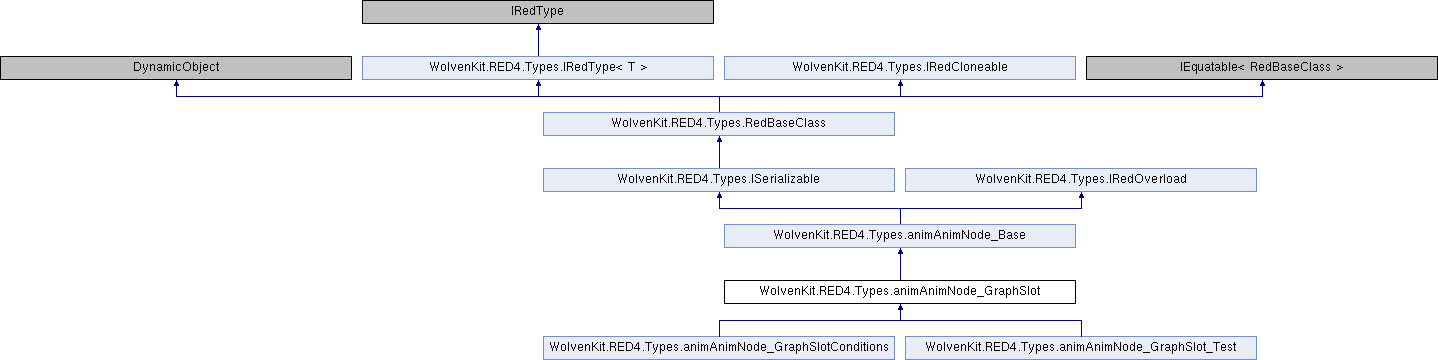 IRedType
DynamicObject
WolvenKit.RED4.Types.IRedType< T >
WolvenKit.RED4.Types.IRedCloneable
IEquatable< RedBaseClass >
WolvenKit.RED4.Types.RedBaseClass
WolvenKit.RED4.Types.ISerializable
WolvenKit.RED4.Types.IRedOverload
WolvenKit.RED4.Types.animAnimNode_Base
WolvenKit.RED4.Types.animAnimNode_GraphSlot
WolvenKit.RED4.Types.animAnimNode_GraphSlotConditions
WolvenKit.RED4.Types.animAnimNode_GraphSlot_Test